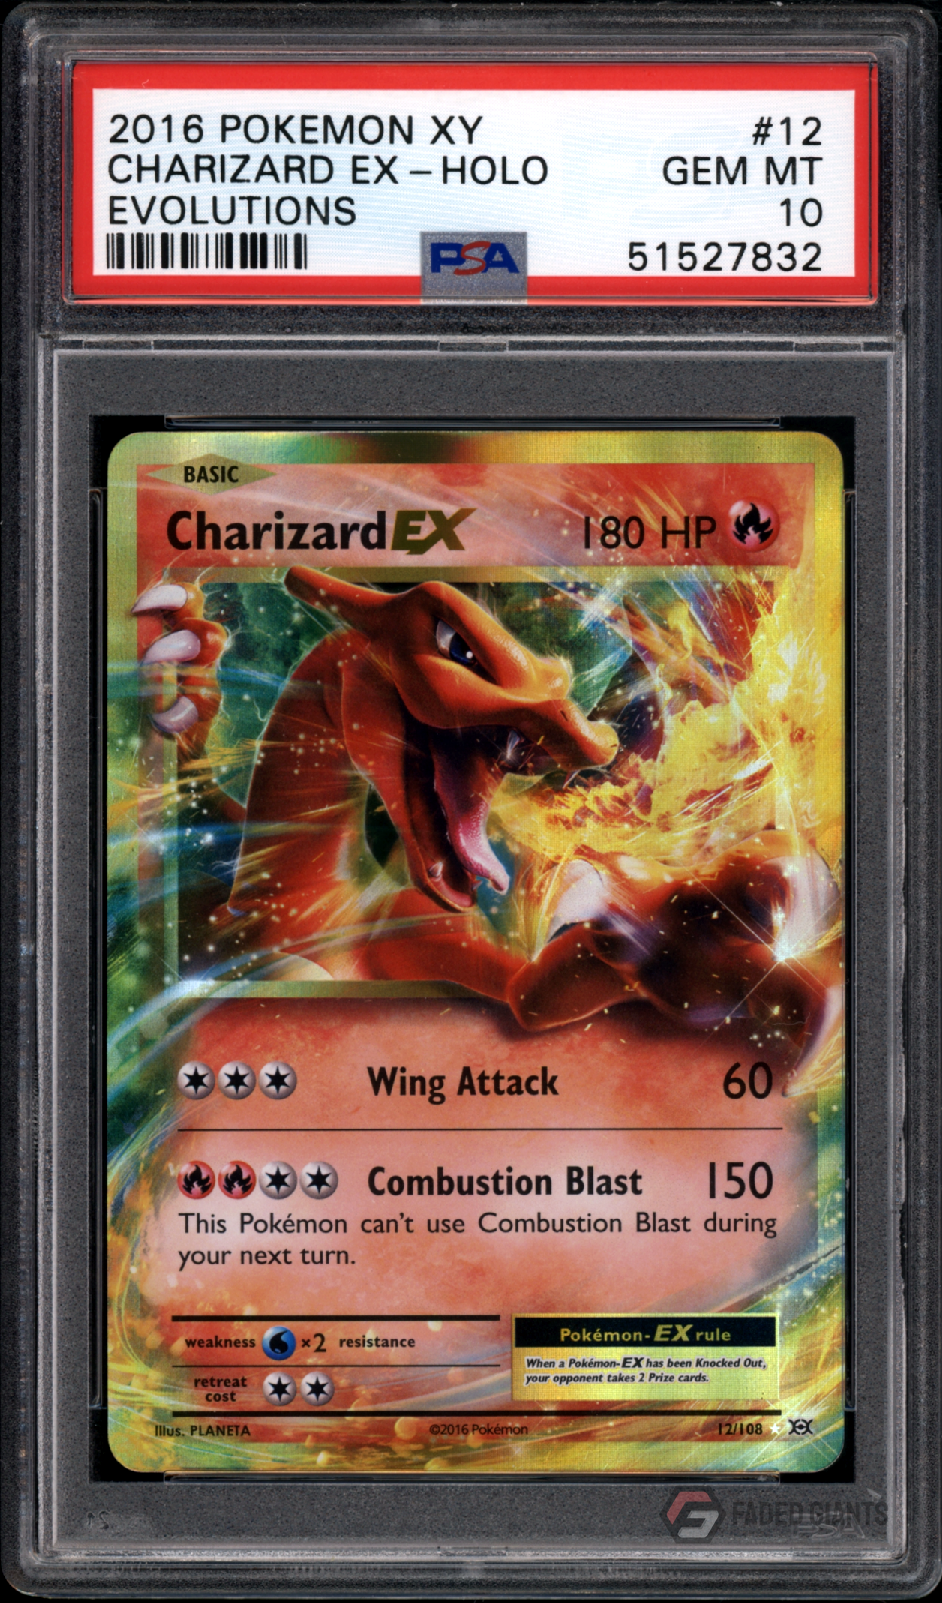 2016 POKEMON XY #12
CHARIZARD EX - HOLO GEM MT
EVOLUTIONS 10
PSA 51527832
BASIC
Charizard EX 180 HP
Wing Attack 60
Combustion Blast 150
This Pokémon can't use Combustion Blast during
your next turn.
weakness ×2 resistance
retreat
cost
Pokémon-EX rule
When a Pokémon-EX has been Knocked Out,
your opponent takes 2 Prize cards.
Illus. PLANETA ©2016 Pokémon 12/108
FADED GIANTS